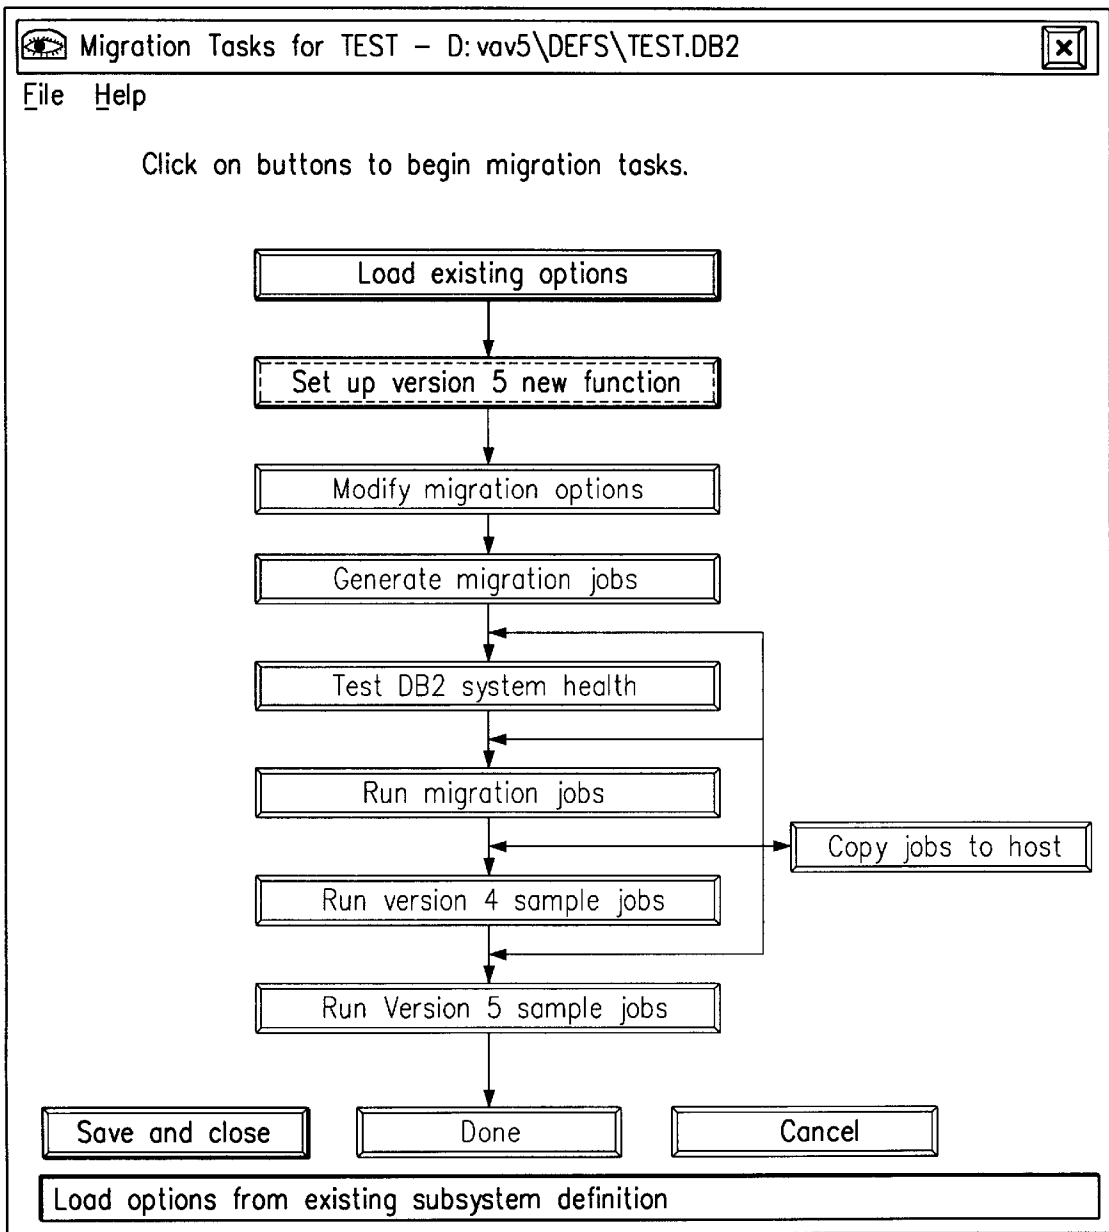 Migration Tasks for TEST – D: vav5\DEFS\TEST.DB2
File Help
Click on buttons to begin migration tasks.
Load existing options
Set up version 5 new function
Modify migration options
Generate migration jobs
Test DB2 system health
Run migration jobs
Copy jobs to host
Run version 4 sample jobs
Run Version 5 sample jobs
Save and close Done Cancel
Load options from existing subsystem definition